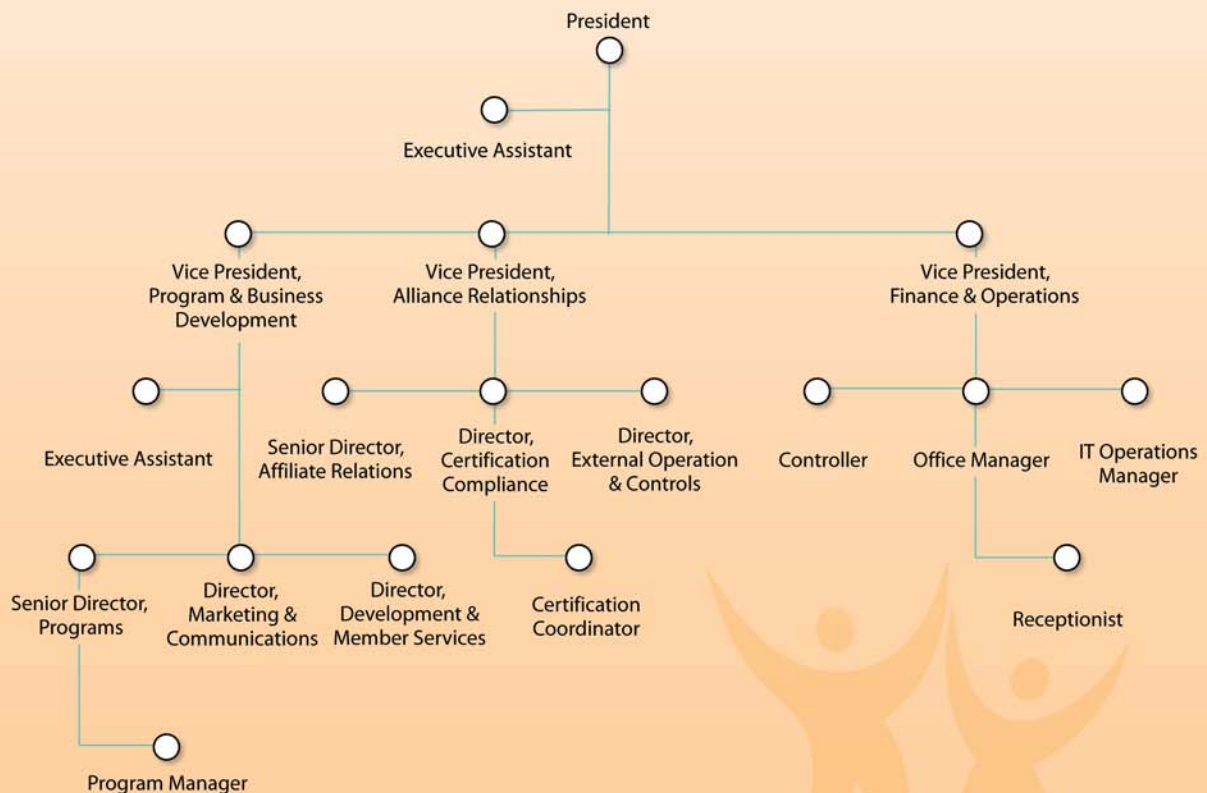 President
Executive Assistant
Vice President,
Program & Business
Development
Vice President,
Alliance Relationships
Vice President,
Finance & Operations
Executive Assistant
Senior Director,
Affiliate Relations
Director,
Certification
Compliance
Director,
External Operation
& Controls
Controller
Office Manager
IT Operations
Manager
Senior Director,
Programs
Director,
Marketing &
Communications
Director,
Development &
Member Services
Certification
Coordinator
Receptionist
Program Manager